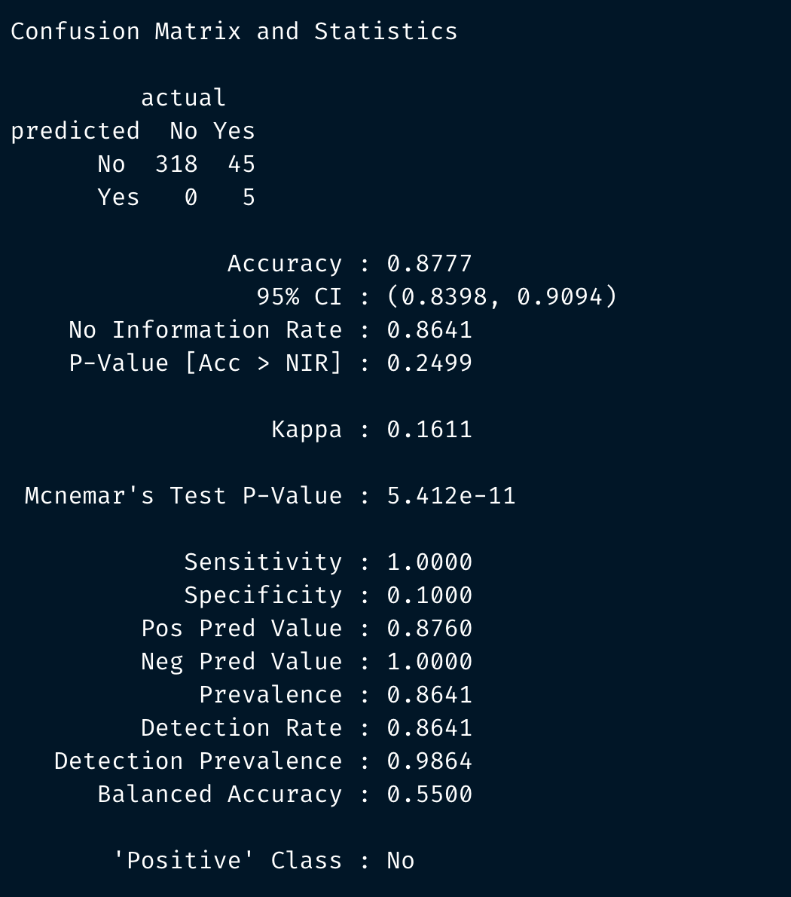 Confusion Matrix and Statistics
actual
predicted No Yes
No 318 45
Yes 0 5
Accuracy : 0.8777
95% CI : (0.8398, 0.9094)
No Information Rate : 0.8641
P-Value [Acc > NIR] : 0.2499
Kappa : 0.1611
Mcnemar's Test P-Value : 5.412e-11
Sensitivity : 1.0000
Specificity : 0.1000
Pos Pred Value : 0.8760
Neg Pred Value : 1.0000
Prevalence : 0.8641
Detection Rate : 0.8641
Detection Prevalence : 0.9864
Balanced Accuracy : 0.5500
'Positive' Class : No